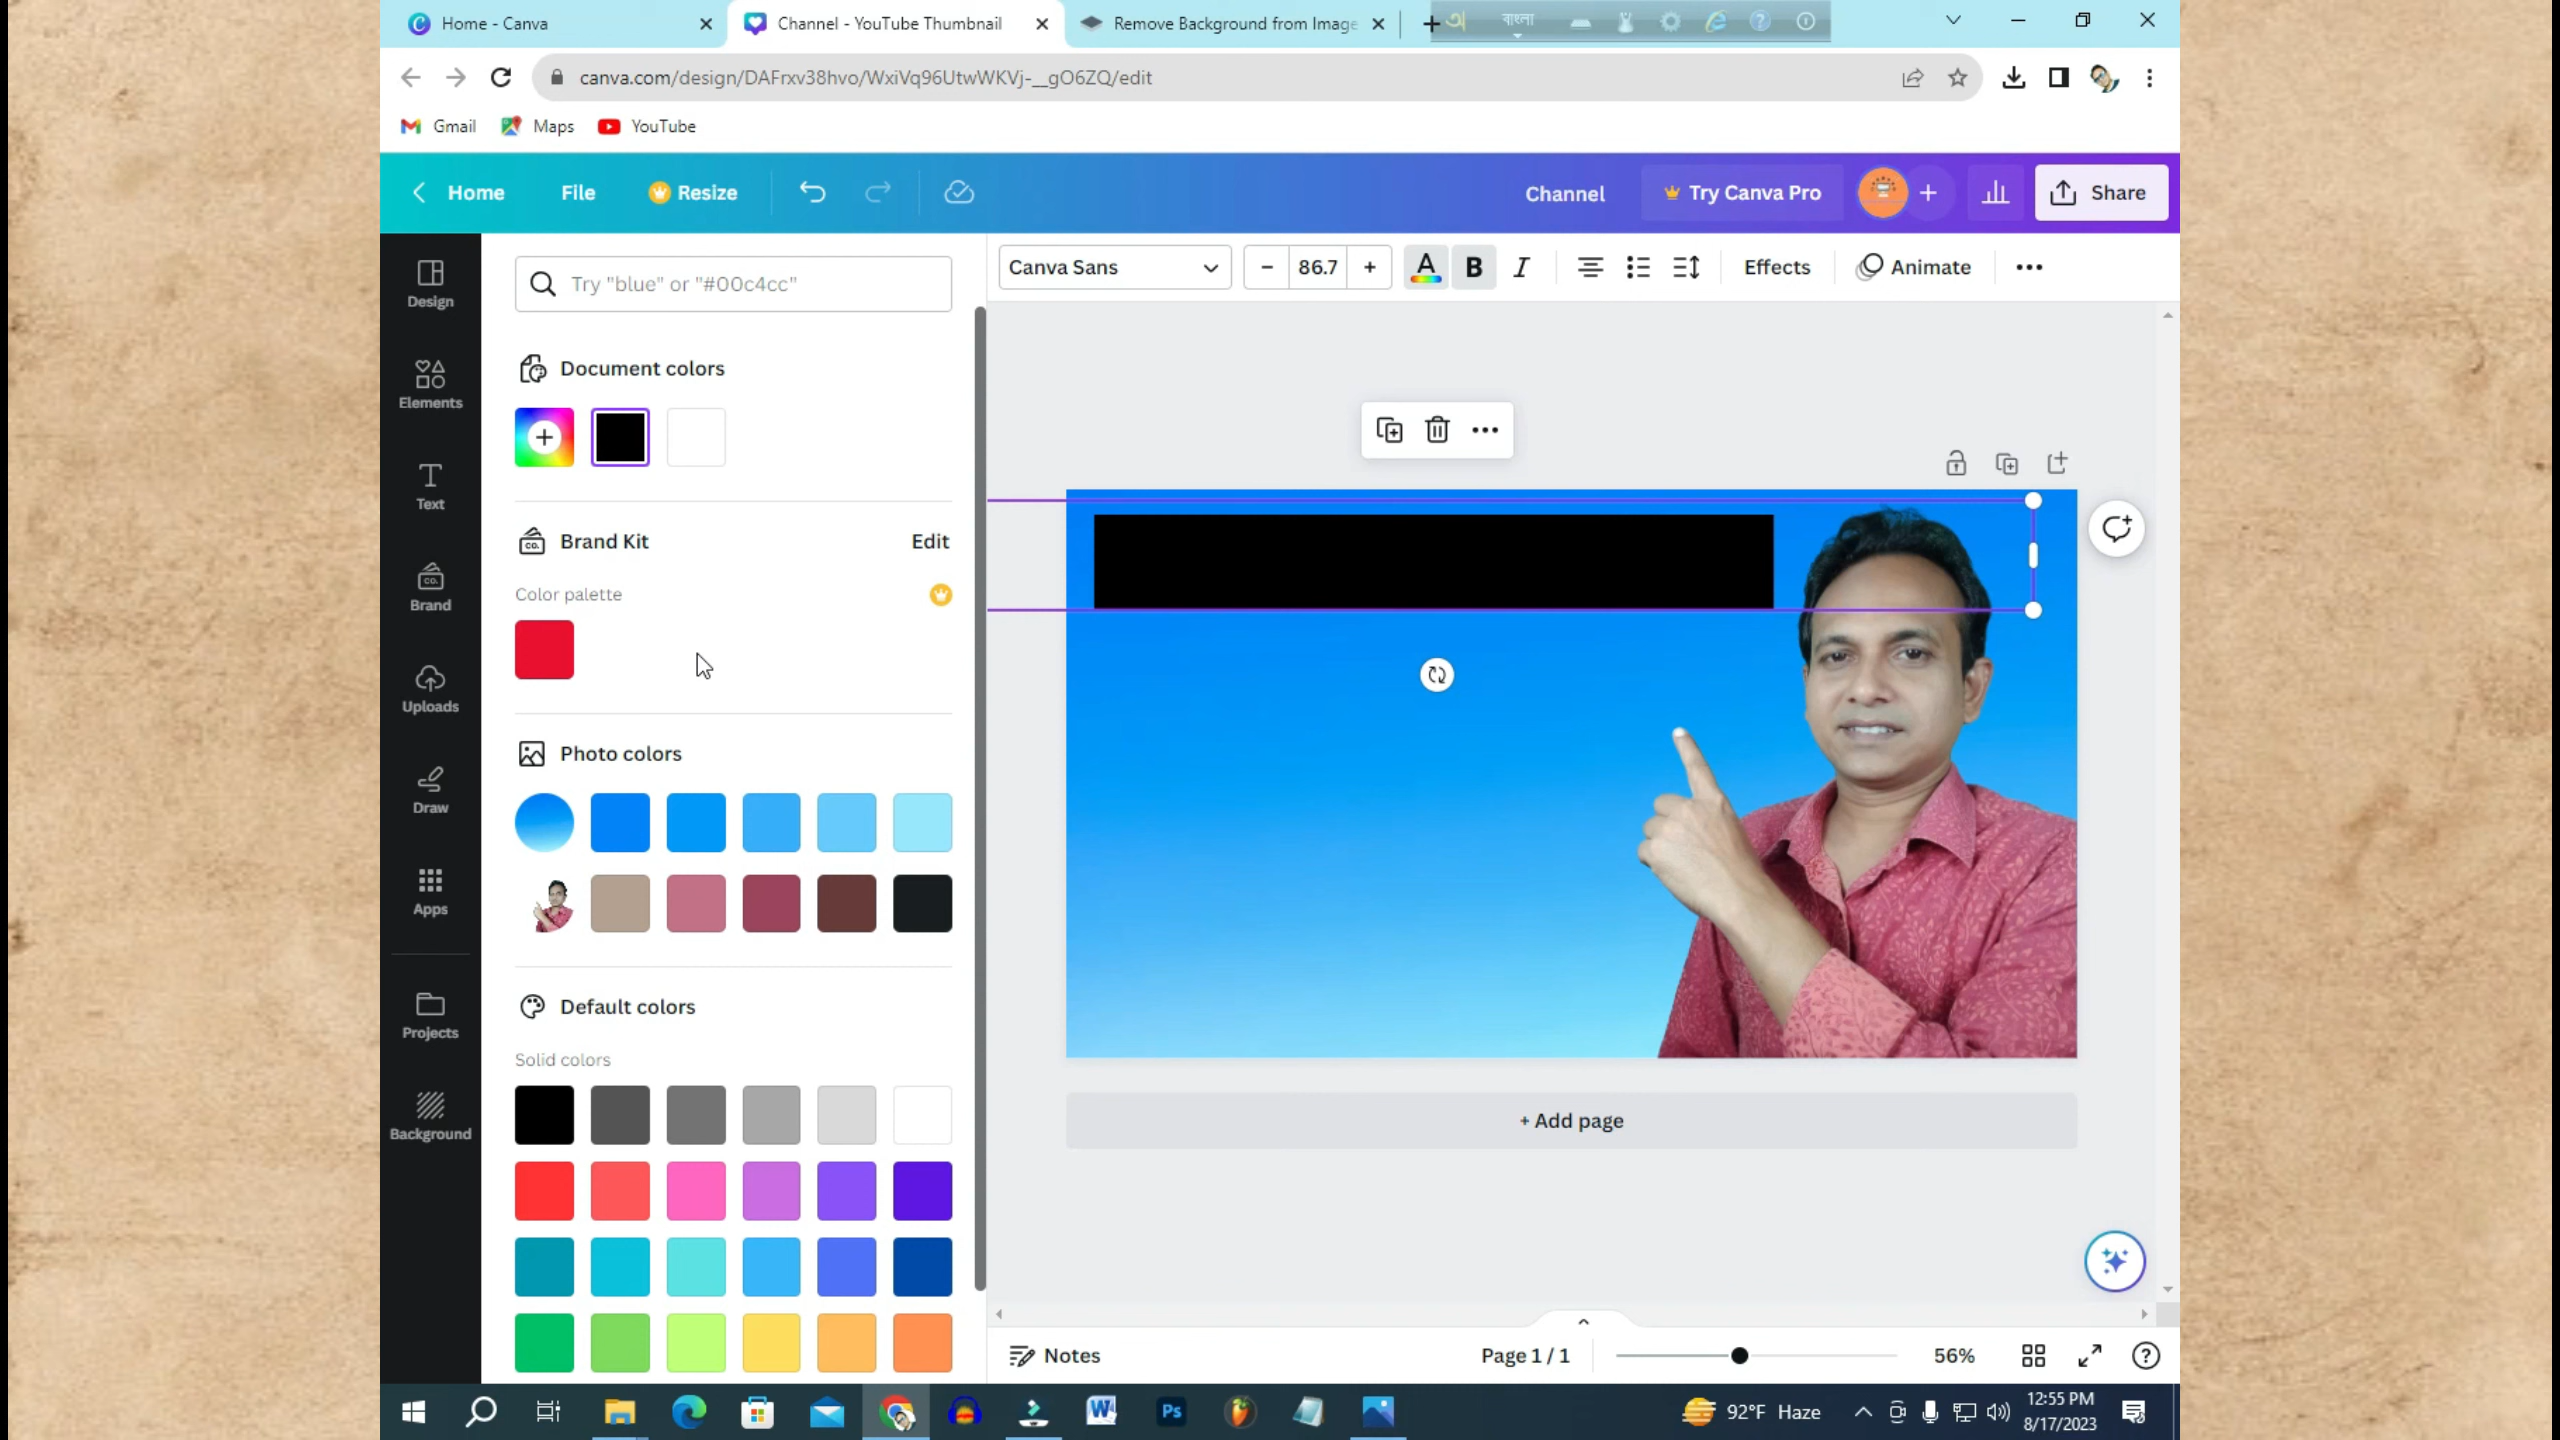 Home - Canva
Channel - YouTube Thumbnail
Remove Background from Image
অ
বাংলা
canva.com/design/DAFrxv38hvo/WxiVq96UtwWKVj-__gO6ZQ/edit
Gmail
Maps
YouTube
Home
File
Resize
Channel
Try Canva Pro
Share
Design
Elements
Text
Brand
Uploads
Draw
Apps
Projects
Background
Try "blue" or "#00c4cc"
Document colors
Brand Kit
Edit
Color palette
Photo colors
Default colors
Solid colors
Canva Sans
86.7
A
B
I
Effects
Animate
+ Add page
Notes
Page 1 / 1
56%
92°F Haze
12:55 PM
8/17/2023